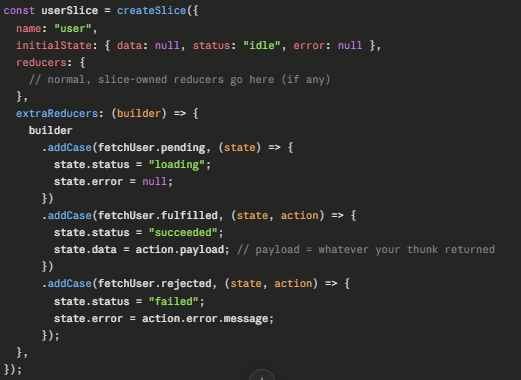 const userSlice = createSlice({
  name: "user",
  initialState: { data: null, status: "idle", error: null },
  reducers: {
    // normal, slice-owned reducers go here (if any)
  },
  extraReducers: (builder) => {
    builder
      .addCase(fetchUser.pending, (state) => {
        state.status = "loading";
        state.error = null;
      })
      .addCase(fetchUser.fulfilled, (state, action) => {
        state.status = "succeeded";
        state.data = action.payload; // payload = whatever your thunk returned
      })
      .addCase(fetchUser.rejected, (state, action) => {
        state.status = "failed";
        state.error = action.error.message;
      });
  },
});